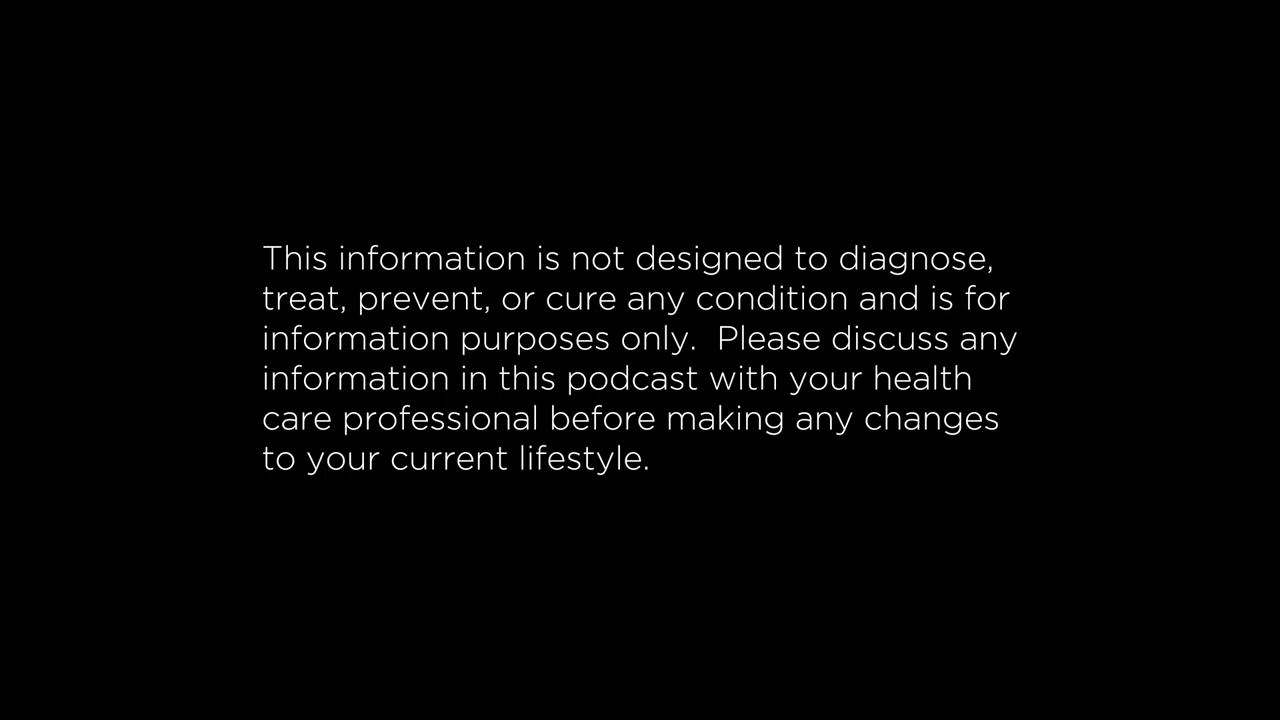 This information is not designed to diagnose,
treat, prevent, or cure any condition and is for
information purposes only.  Please discuss any
information in this podcast with your health
care professional before making any changes
to your current lifestyle.